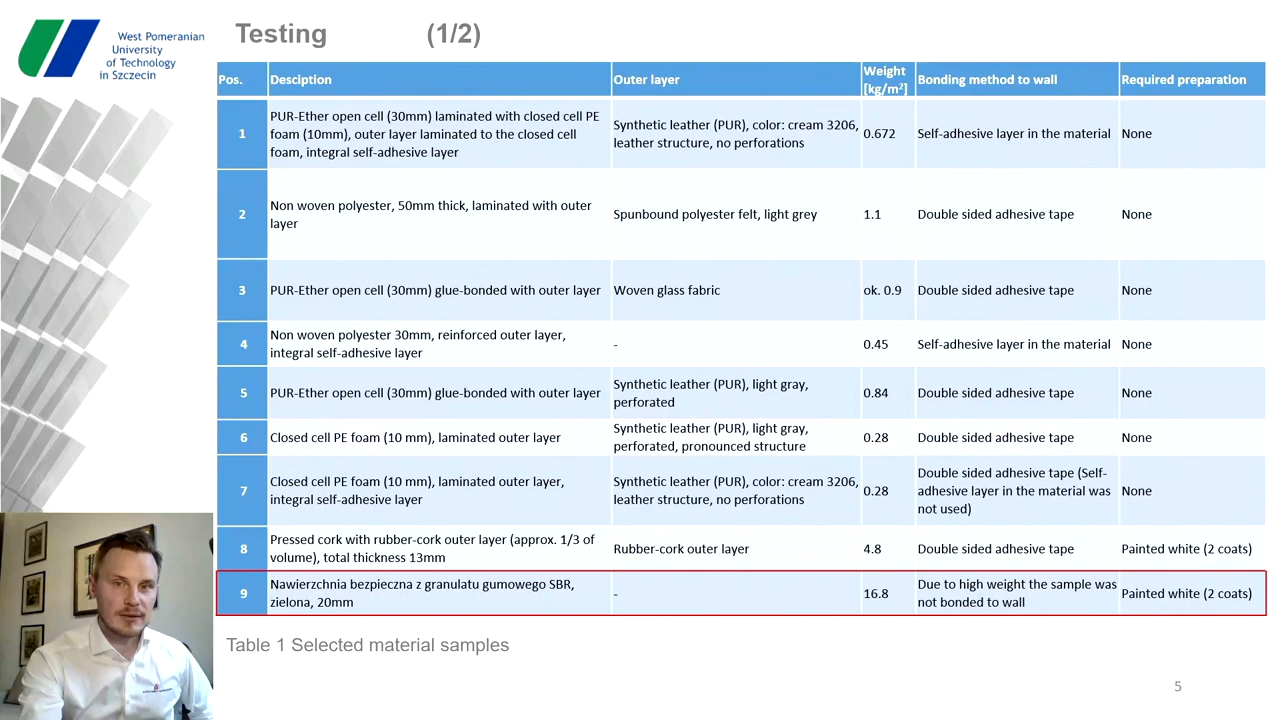 West Pomeranian
University
of Technology
in Szczecin
Testing (1/2)
Pos. Desciption Outer layer Weight [kg/m²] Bonding method to wall Required preparation
1
PUR-Ether open cell (30mm) laminated with closed cell PE
foam (10mm), outer layer laminated to the closed cell
foam, integral self-adhesive layer
Synthetic leather (PUR), color: cream 3206,
leather structure, no perforations
0.672
Self-adhesive layer in the material
None
2
Non woven polyester, 50mm thick, laminated with outer
layer
Spunbound polyester felt, light grey
1.1
Double sided adhesive tape
None
3
PUR-Ether open cell (30mm) glue-bonded with outer layer
Woven glass fabric
ok. 0.9
Double sided adhesive tape
None
4
Non woven polyester 30mm, reinforced outer layer,
integral self-adhesive layer
-
0.45
Self-adhesive layer in the material
None
5
PUR-Ether open cell (30mm) glue-bonded with outer layer
Synthetic leather (PUR), light gray,
perforated
0.84
Double sided adhesive tape
None
6
Closed cell PE foam (10 mm), laminated outer layer
Synthetic leather (PUR), light gray,
perforated, pronounced structure
0.28
Double sided adhesive tape
None
7
Closed cell PE foam (10 mm), laminated outer layer,
integral self-adhesive layer
Synthetic leather (PUR), color: cream 3206,
leather structure, no perforations
0.28
Double sided adhesive tape (Self-
adhesive layer in the material was
not used)
None
8
Pressed cork with rubber-cork outer layer (approx. 1/3 of
volume), total thickness 13mm
Rubber-cork outer layer
4.8
Double sided adhesive tape
Painted white (2 coats)
9
Nawierzchnia bezpieczna z granulatu gumowego SBR,
zielona, 20mm
-
16.8
Due to high weight the sample was
not bonded to wall
Painted white (2 coats)
Table 1 Selected material samples
5